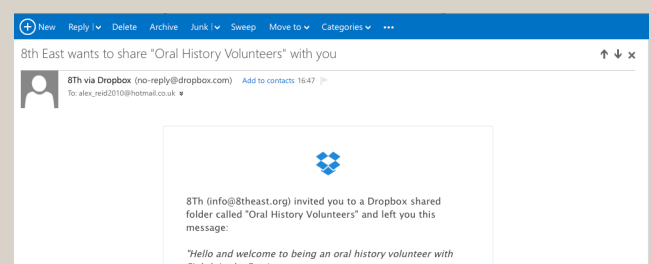 New Reply | Delete Archive Junk | Sweep Move to Categories •••
8th East wants to share "Oral History Volunteers" with you
8Th via Dropbox (no-reply@dropbox.com) Add to contacts 16:47
To: alex_reid2010@hotmail.co.uk
8Th (info@8theast.org) invited you to a Dropbox shared
folder called "Oral History Volunteers" and left you this
message:
"Hello and welcome to being an oral history volunteer with